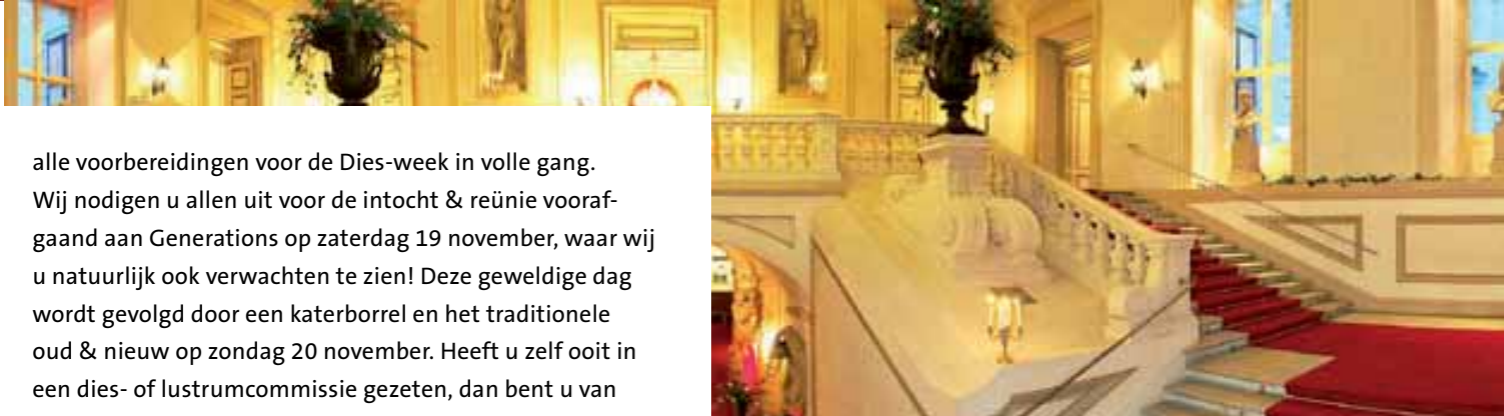 alle voorbereidingen voor de Dies-week in volle gang.
Wij nodigen u allen uit voor de intocht & reünie vooraf-
gaand aan Generations op zaterdag 19 november, waar wij
u natuurlijk ook verwachten te zien! Deze geweldige dag
wordt gevolgd door een katerborrel en het traditionele
oud & nieuw op zondag 20 november. Heeft u zelf ooit in
een dies- of lustrumcommissie gezeten, dan bent u van